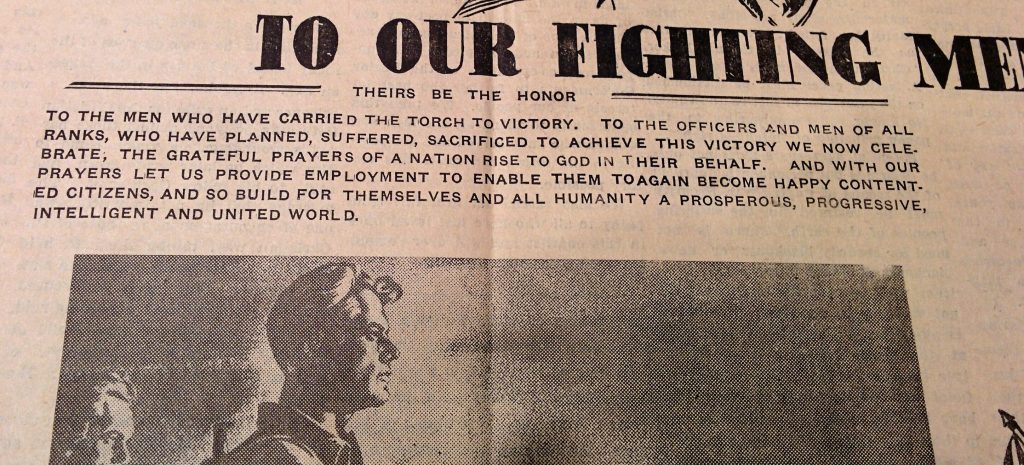 TO OUR FIGHTING MEN
THEIRS BE THE HONOR
TO THE MEN WHO HAVE CARRIED THE TORCH TO VICTORY. TO THE OFFICERS AND MEN OF ALL
RANKS, WHO HAVE PLANNED, SUFFERED, SACRIFICED TO ACHIEVE THIS VICTORY WE NOW CELE-
BRATE; THE GRATEFUL PRAYERS OF A NATION RISE TO GOD IN THEIR BEHALF. AND WITH OUR
PRAYERS LET US PROVIDE EMPLOYMENT TO ENABLE THEM TOAGAIN BECOME HAPPY CONTENT-
ED CITIZENS, AND SO BUILD FOR THEMSELVES AND ALL HUMANITY A PROSPEROUS, PROGRESSIVE,
INTELLIGENT AND UNITED WORLD.